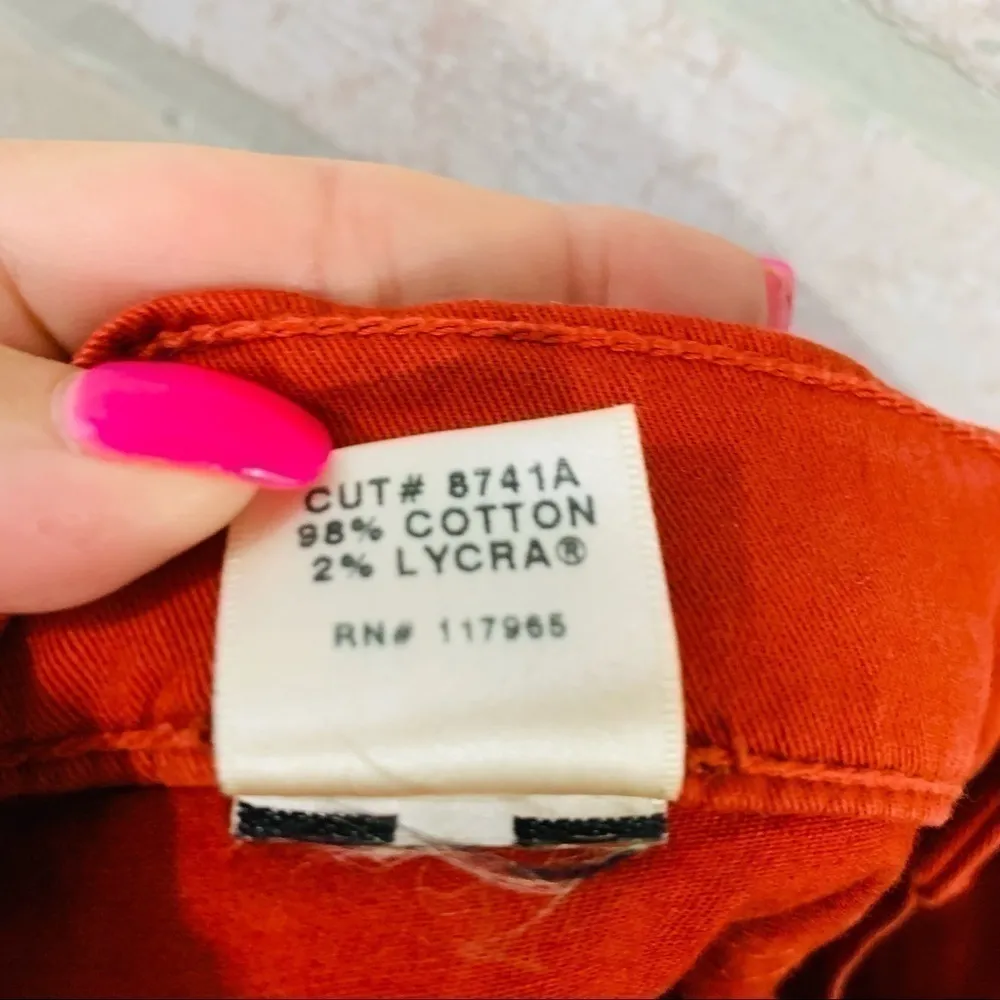 CUT# 8741A
98% COTTON
2% LYCRA®
RN# 117965